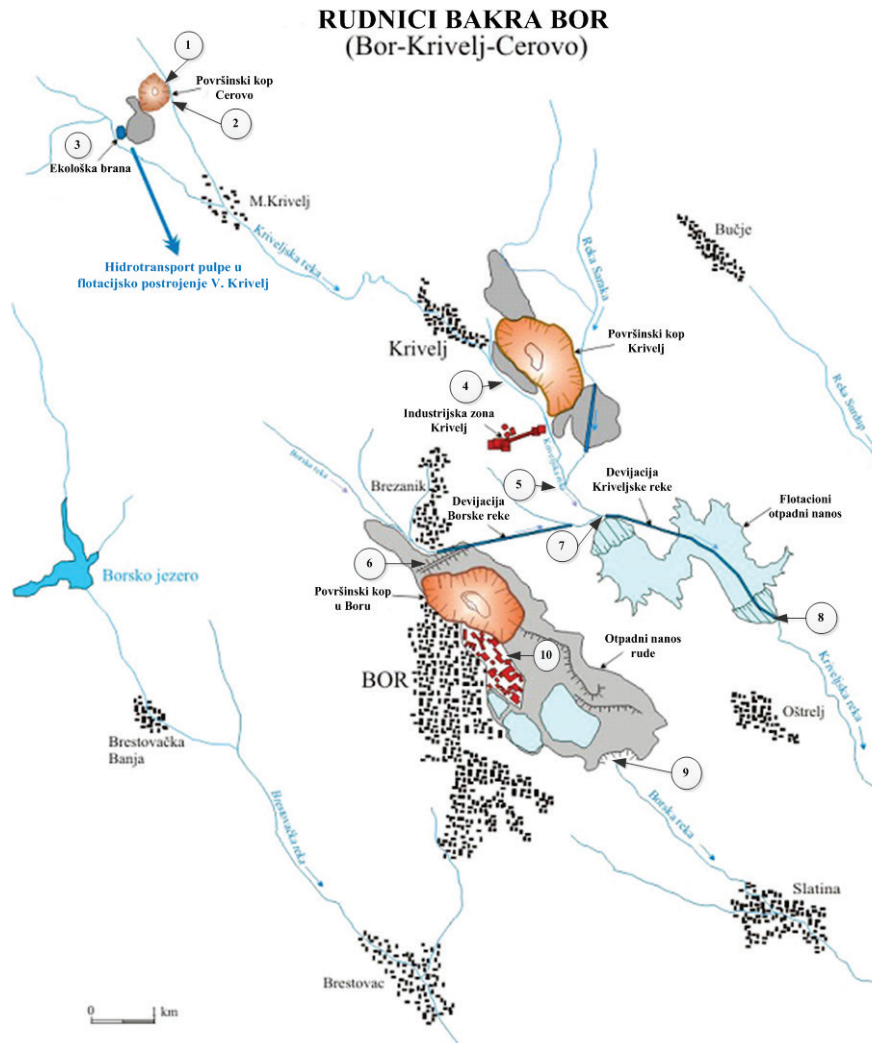 RUDNICI BAKRA BOR
(Bor-Krivelj-Cerovo)
1
Površinski kop
Cerovo
2
3
Ekološka brana
M.Krivelj
Kriveljska reka
Hidrotransport pulpe u
flotacijsko postrojenje V. Krivelj
Bučje
Reka Saraka
Krivelj
Površinski kop
Krivelj
4
Reka Surdup
Industrijska zona
Krivelj
Kriveljska reka
Borska reka
Brezanik
5
Devijacija
Borske reke
Devijacija
Kriveljske reke
Flotacioni
otpadni nanos
7
6
Borsko jezero
Površinski kop
u Boru
8
Otpadni nanos
rude
10
BOR
Kriveljska reka
Oštrelj
Brestovačka
Banja
9
Borska reka
Brestovačka reka
Slatina
Brestovac
0 1 km